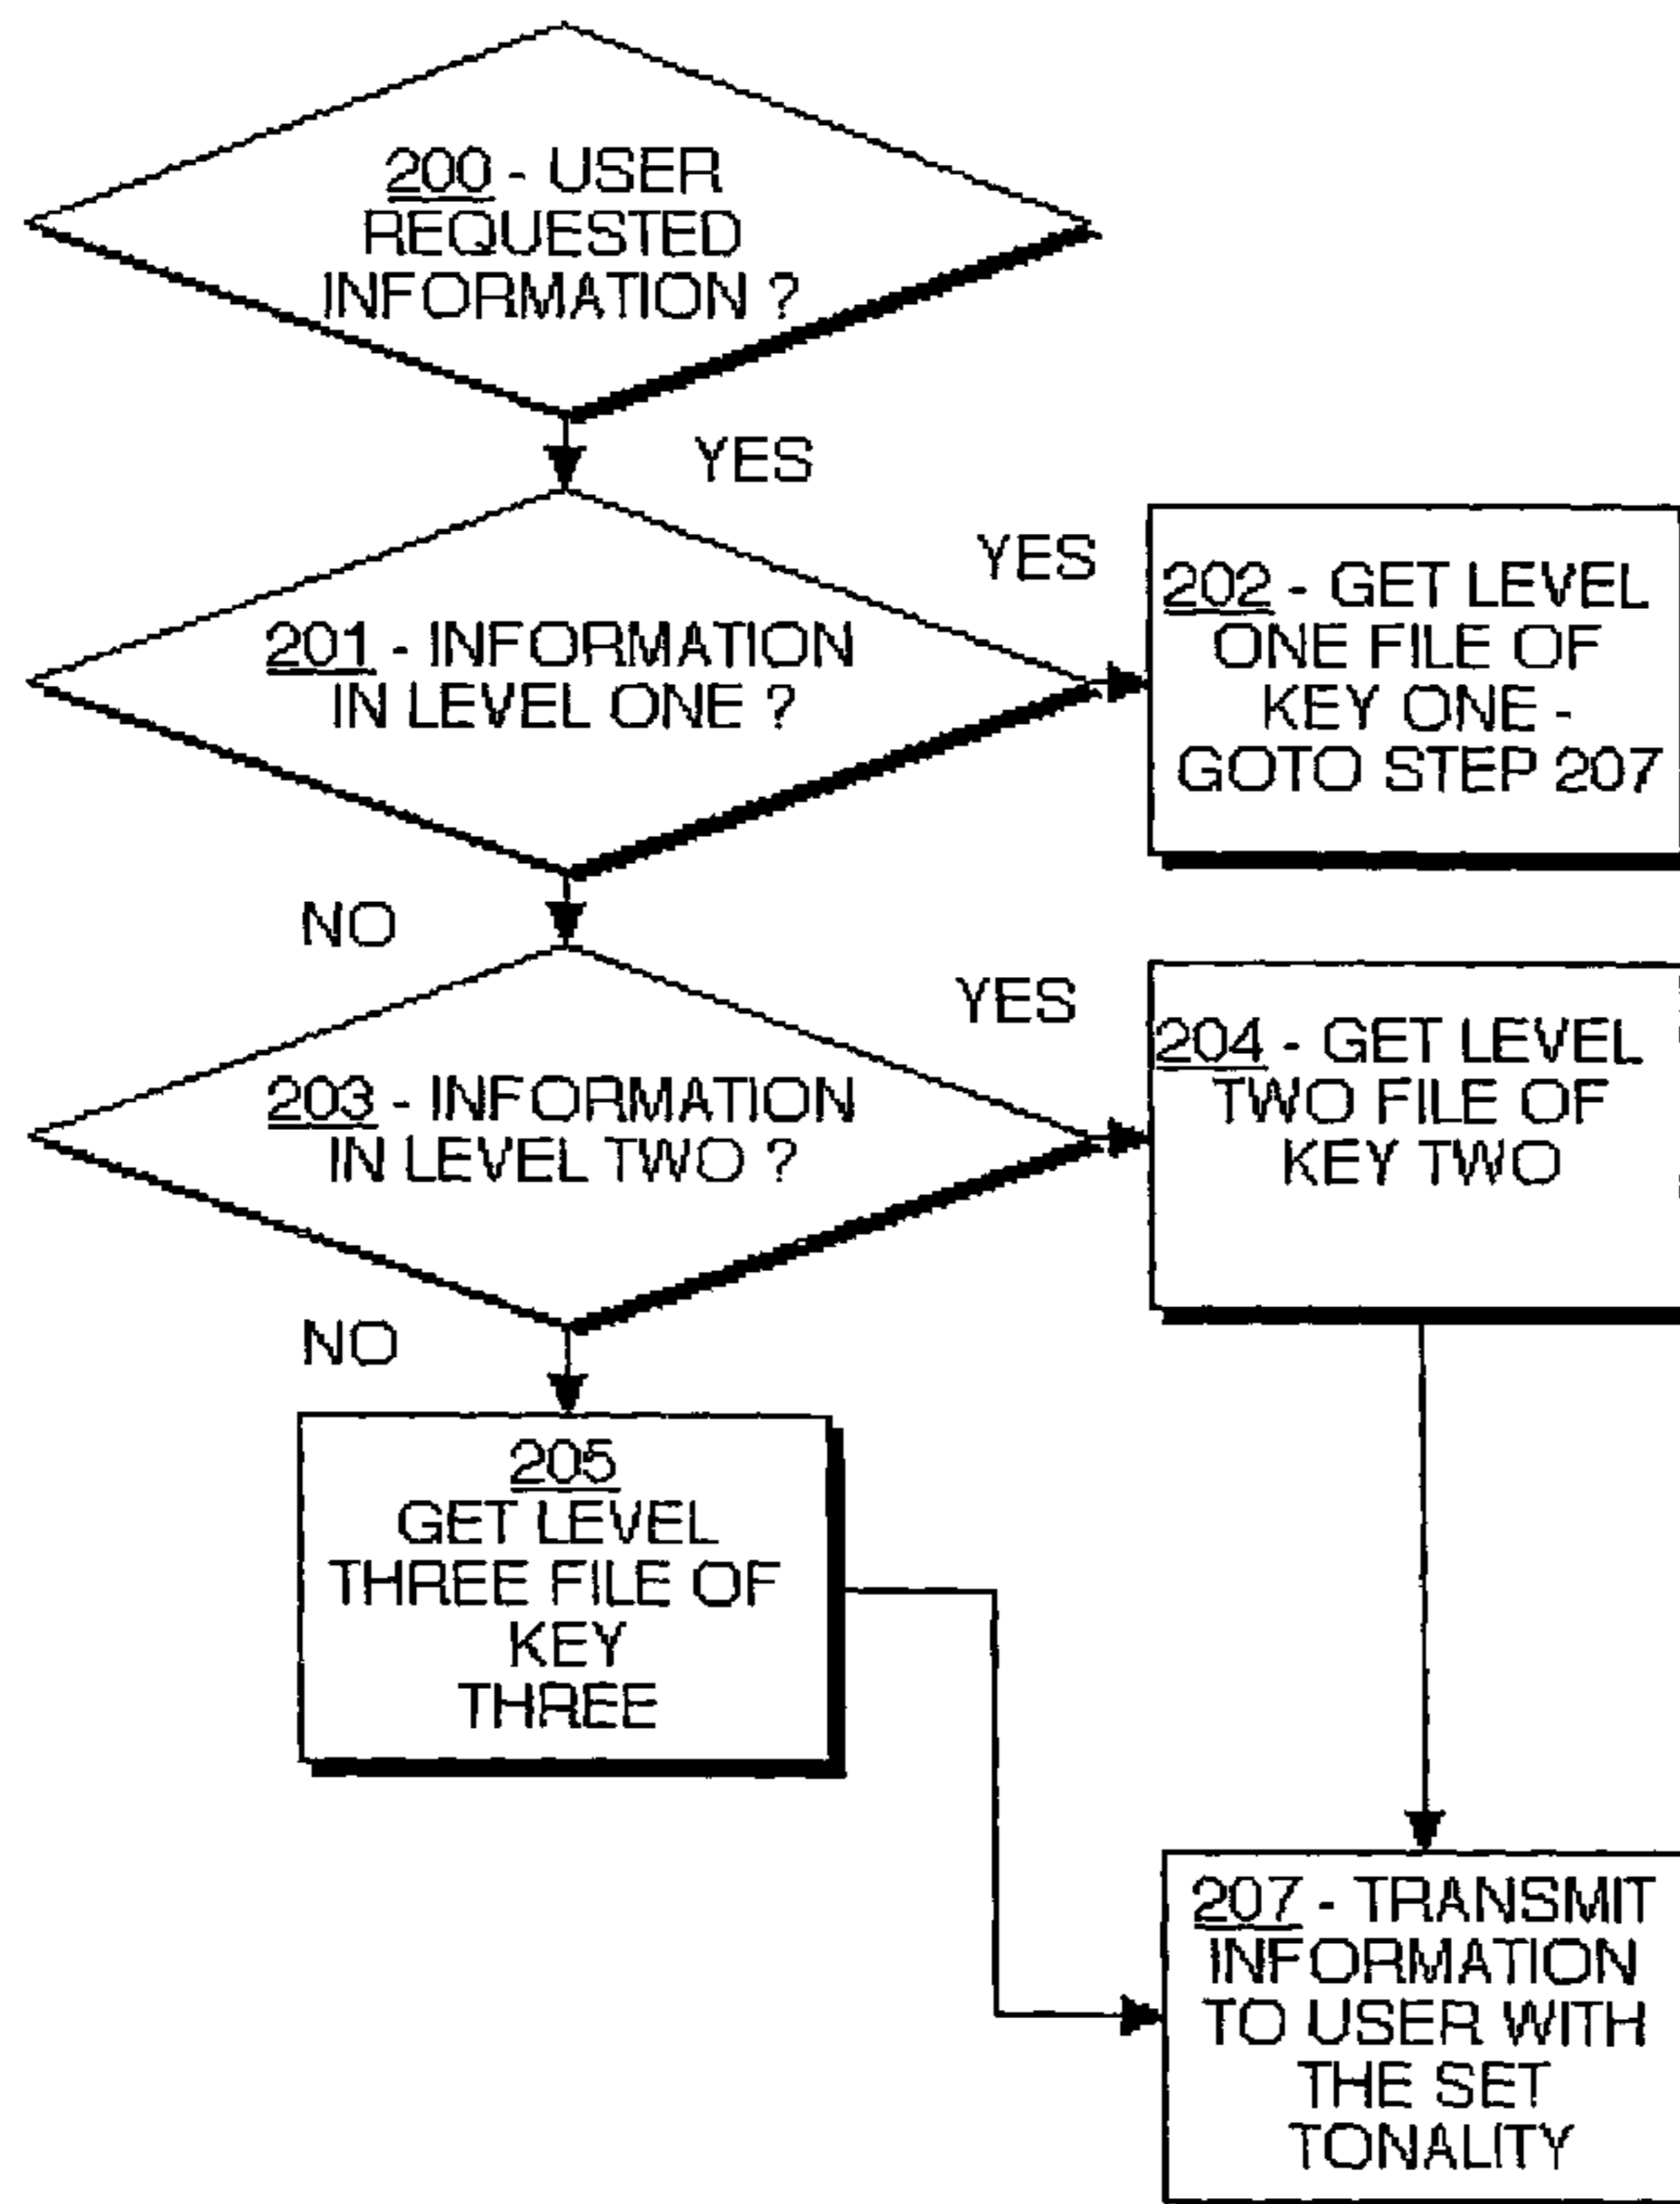 200 - USER
REQUESTED
INFORMATION ?
YES
YES
201 - INFORMATION
IN LEVEL ONE ?
202 - GET LEVEL
ONE FILE OF
KEY ONE -
GOTO STEP 207
NO
YES
203 - INFORMATION
IN LEVEL TWO ?
204 - GET LEVEL
TWO FILE OF
KEY TWO
NO
205
GET LEVEL
THREE FILE OF
KEY
THREE
207 - TRANSMIT
INFORMATION
TO USER WITH
THE SET
TONALITY